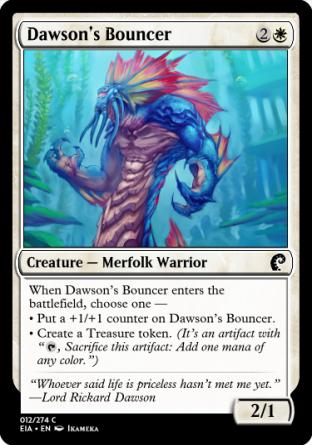 Dawson's Bouncer 2
Creature — Merfolk Warrior
When Dawson's Bouncer enters the
battlefield, choose one —
• Put a +1/+1 counter on Dawson's Bouncer.
• Create a Treasure token. (It's an artifact with
“, Sacrifice this artifact: Add one mana of
any color.”)
“Whoever said life is priceless hasn't met me yet.”
—Lord Rickard Dawson
2/1
012/274 C
EIA • EN Ikameka